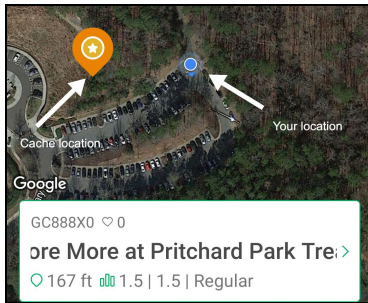 Your location
Cache location
Google
GC888X0 0
ore More at Pritchard Park Trea
167 ft 1.5 | 1.5 | Regular